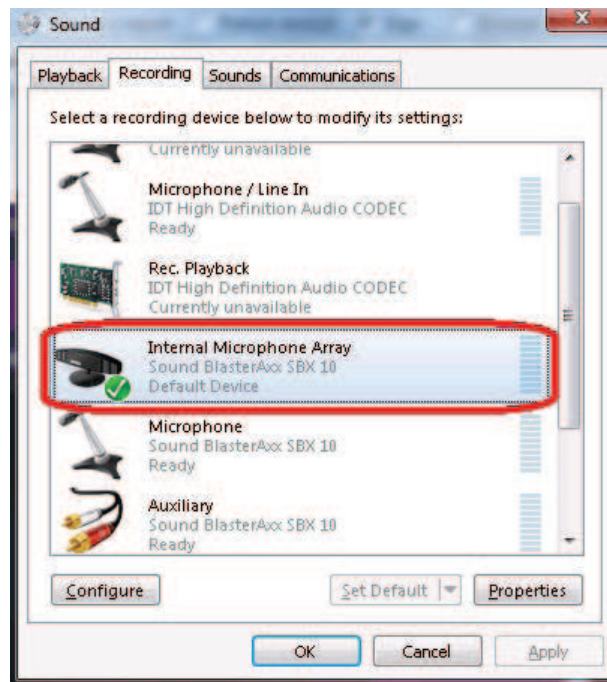 Sound
Playback Recording Sounds Communications
Select a recording device below to modify its settings:
Currently unavailable
Microphone / Line In
IDT High Definition Audio CODEC
Ready
Rec. Playback
IDT High Definition Audio CODEC
Currently unavailable
Internal Microphone Array
Sound BlasterAxx SBX 10
Default Device
Microphone
Sound BlasterAxx SBX 10
Ready
Auxiliary
Sound BlasterAxx SBX 10
Ready
Configure Set Default Properties
OK Cancel Apply